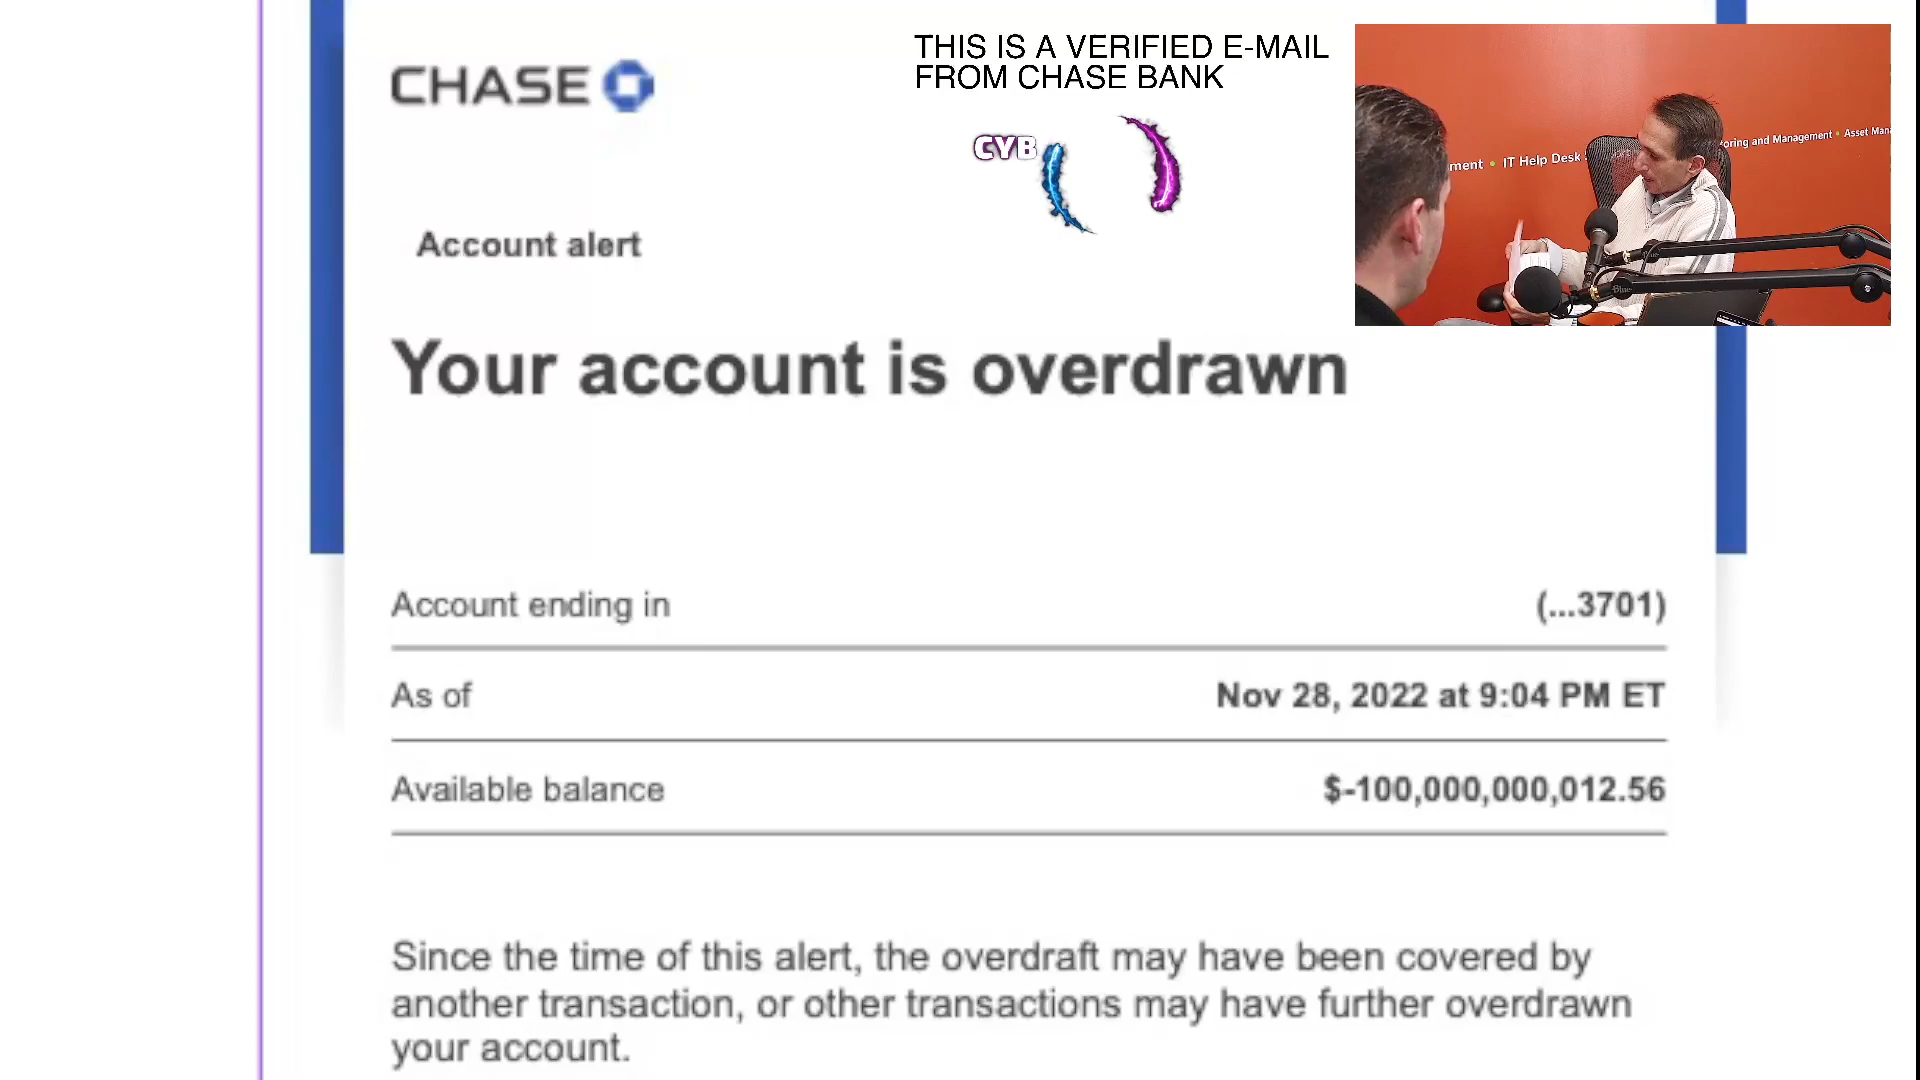 CHASE
THIS IS A VERIFIED E-MAIL
FROM CHASE BANK
CYB
ment • IT Help Desk
oring and Management • Asset Man
Account alert
Your account is overdrawn
Account ending in (...3701)
As of Nov 28, 2022 at 9:04 PM ET
Available balance $-100,000,000,012.56
Since the time of this alert, the overdraft may have been covered by
another transaction, or other transactions may have further overdrawn
your account.